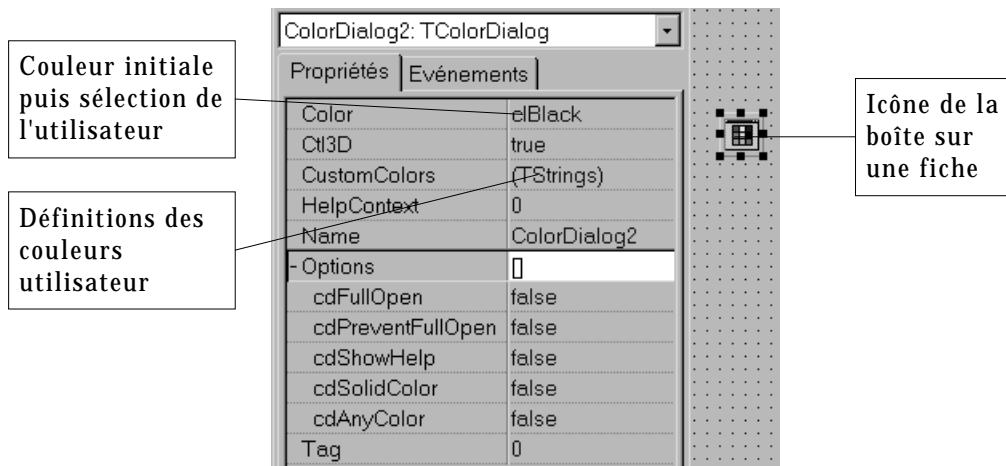 ColorDialog2: TColorDialog
Propriétés Evénements
Couleur initiale
puis sélection de
l'utilisateur
Définitions des
couleurs
utilisateur
Color clBlack
Ctl3D true
CustomColors (TStrings)
HelpContext 0
Name ColorDialog2
- Options []
cdFullOpen false
cdPreventFullOpen false
cdShowHelp false
cdSolidColor false
cdAnyColor false
Tag 0
Icône de la
boîte sur
une fiche